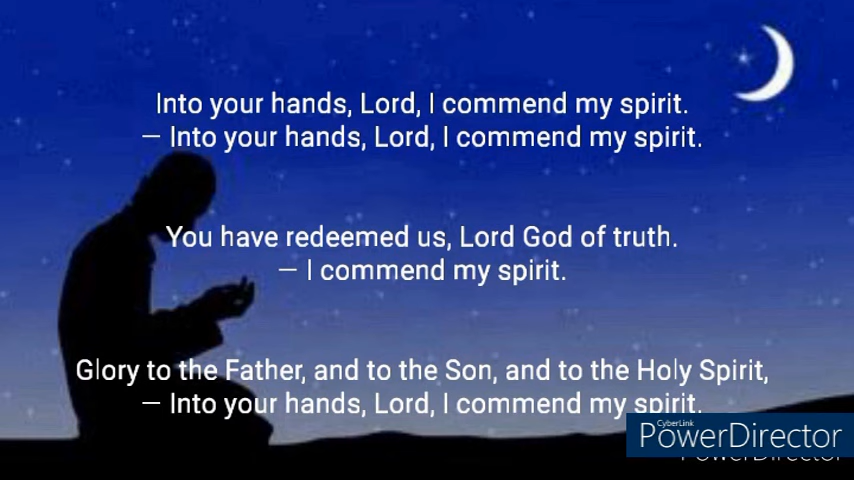 Into your hands, Lord, I commend my spirit.
– Into your hands, Lord, I commend my spirit.
You have redeemed us, Lord God of truth.
– I commend my spirit.
Glory to the Father, and to the Son, and to the Holy Spirit,
– Into your hands, Lord, I commend my spirit.
CyberLink
PowerDirector
PowerDirector